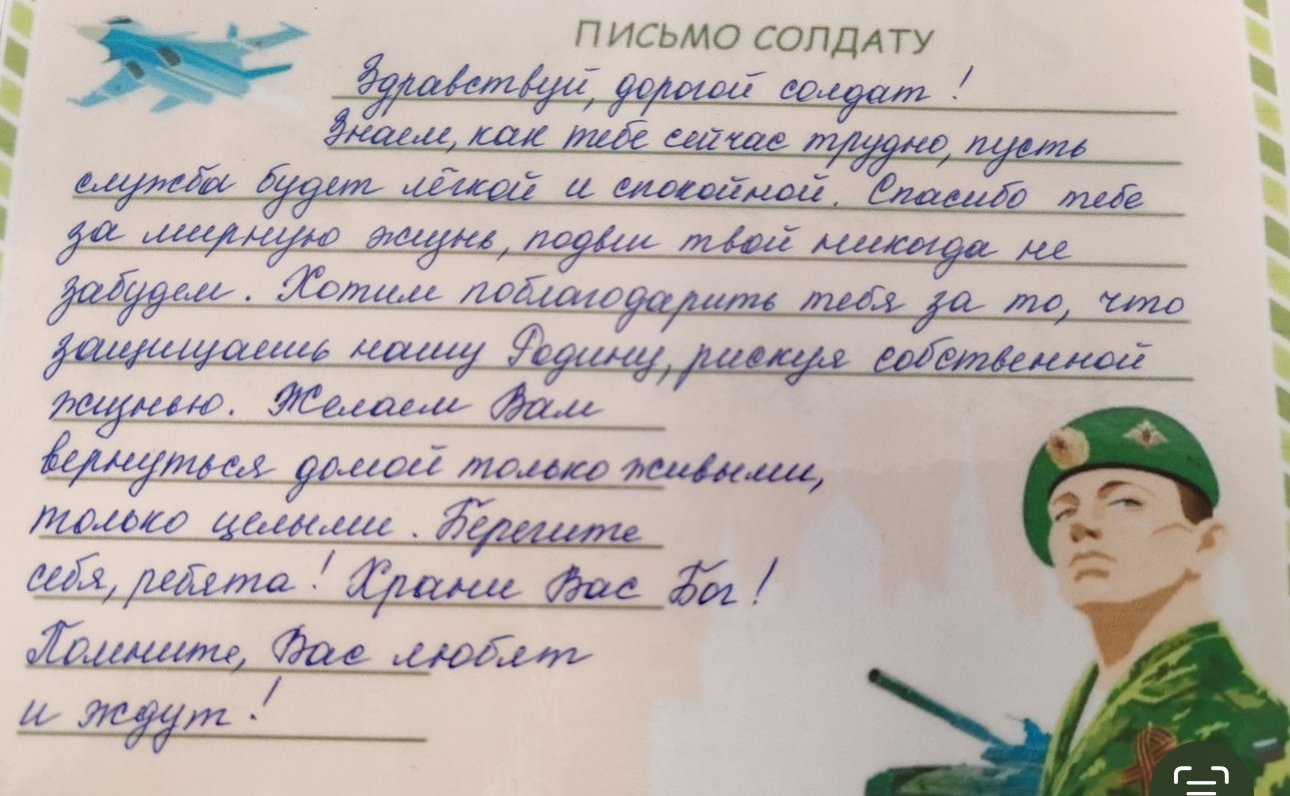 ПИСЬМО СОЛДАТУ
Здравствуй, дорогой солдат!
Знаем, как тебе сейчас трудно, пусть
служба будет лёгкой и спокойной. Спасибо тебе
за мирную жизнь, подвиг твой никогда не
забудем. Хотим поблагодарить тебя за то, что
защищаешь нашу Родину, рискуя собственной
жизнью. Желаем Вам
вернуться домой только живыми,
только целыми. Берегите
себя, ребята! Храни Вас Бог!
Помните, Вас любят
и ждут!